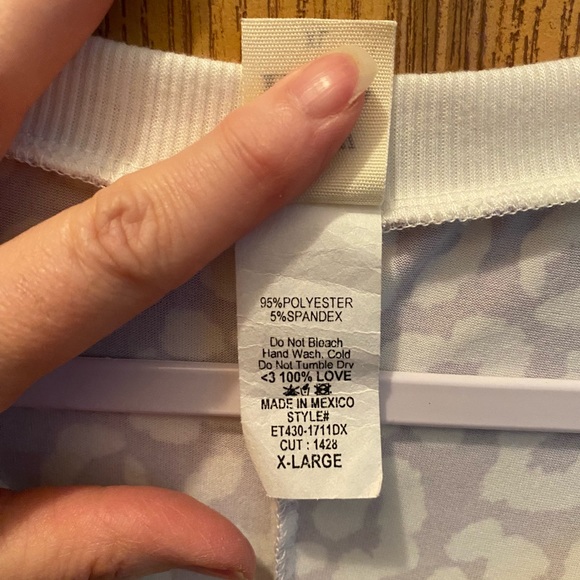 95%POLYESTER
5%SPANDEX
Do Not Bleach
Hand Wash, Cold
Do Not Tumble Dry
<3 100% LOVE
MADE IN MEXICO
STYLE#
ET430-1711DX
CUT : 1428
X-LARGE